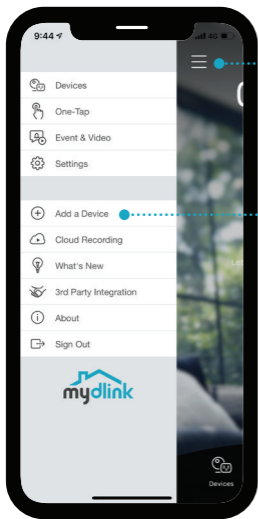 9:44
4G
Devices
One-Tap
Event & Video
Settings
Add a Device
Cloud Recording
What's New
3rd Party Integration
About
Sign Out
mydlink
Devices